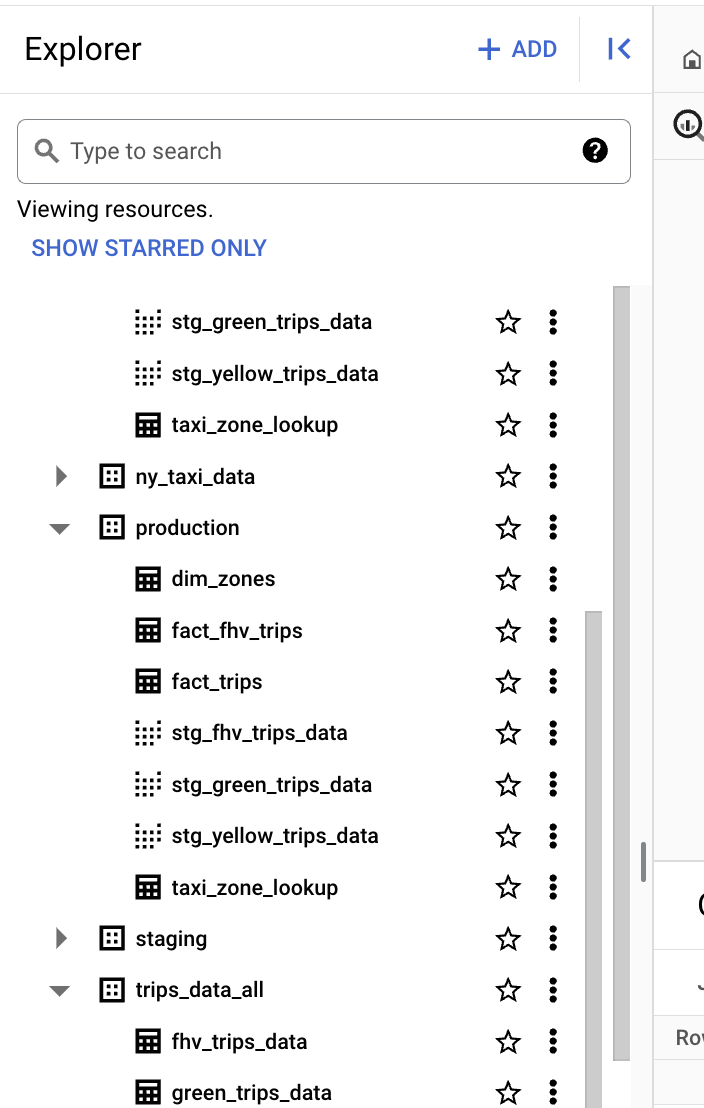 Explorer
ADD
Type to search
Viewing resources.
SHOW STARRED ONLY
stg_green_trips_data
stg_yellow_trips_data
taxi_zone_lookup
ny_taxi_data
production
dim_zones
fact_fhv_trips
fact_trips
stg_fhv_trips_data
stg_green_trips_data
stg_yellow_trips_data
taxi_zone_lookup
staging
trips_data_all
fhv_trips_data
green_trips_data